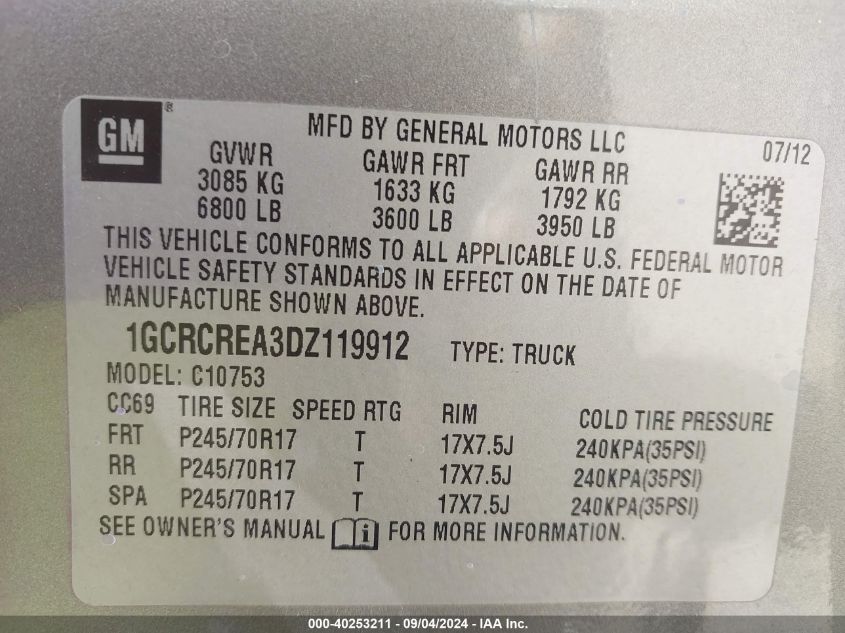 GM ®
MFD BY GENERAL MOTORS LLC 07/12
GVWR GAWR FRT GAWR RR
3085 KG 1633 KG 1792 KG
6800 LB 3600 LB 3950 LB
THIS VEHICLE CONFORMS TO ALL APPLICABLE U.S. FEDERAL MOTOR
VEHICLE SAFETY STANDARDS IN EFFECT ON THE DATE OF
MANUFACTURE SHOWN ABOVE.
1GCRCREA3DZ119912 TYPE: TRUCK
MODEL: C10753
CC69 TIRE SIZE SPEED RTG RIM COLD TIRE PRESSURE
FRT P245/70R17 T 17X7.5J 240KPA(35PSI)
RR P245/70R17 T 17X7.5J 240KPA(35PSI)
SPA P245/70R17 T 17X7.5J 240KPA(35PSI)
SEE OWNER'S MANUAL i FOR MORE INFORMATION.
000-40253211 - 09/04/2024 - IAA Inc.